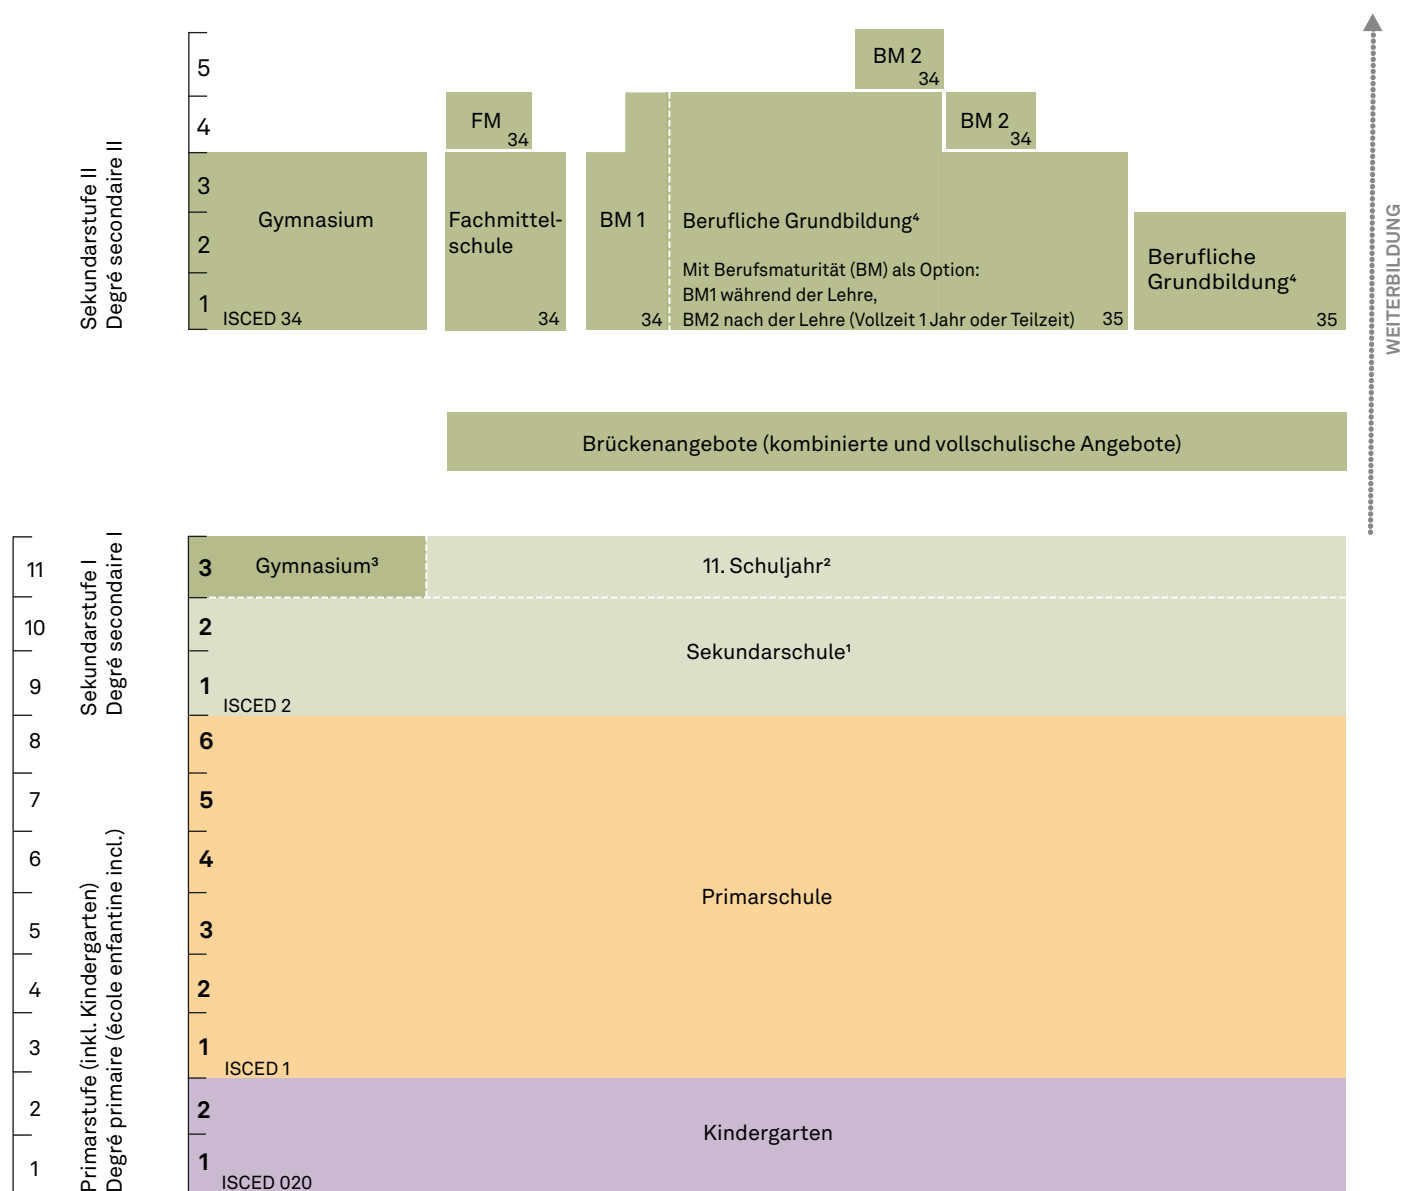 5
BM 2
34
4
FM
34
BM 2
34
Sekundarstufe II
Degré secondaire II
3
2
1
Gymnasium
ISCED 34
Fachmittel-
schule
34
BM 1
34
Berufliche Grundbildung⁴
Mit Berufsmaturität (BM) als Option:
BM1 während der Lehre,
BM2 nach der Lehre (Vollzeit 1 Jahr oder Teilzeit)
35
Berufliche
Grundbildung⁴
35
WEITERBILDUNG
Brückenangebote (kombinierte und vollschulische Angebote)
11
10
9
Sekundarstufe I
Degré secondaire I
3
2
1
Gymnasium³
11. Schuljahr²
Sekundarschule¹
ISCED 2
8
7
6
5
4
3
2
1
Primarstufe (inkl. Kindergarten)
Degré primaire (école enfantine incl.)
6
5
4
3
2
1
Primarschule
ISCED 1
2
1
Kindergarten
ISCED 020